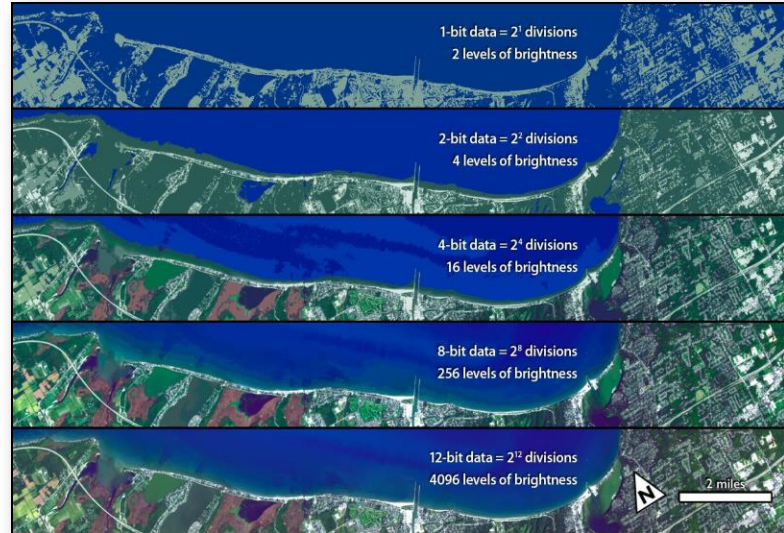 1-bit data = 2¹ divisions
2 levels of brightness
2-bit data = 2² divisions
4 levels of brightness
4-bit data = 2⁴ divisions
16 levels of brightness
8-bit data = 2⁸ divisions
256 levels of brightness
12-bit data = 2¹² divisions
4096 levels of brightness
N
2 miles